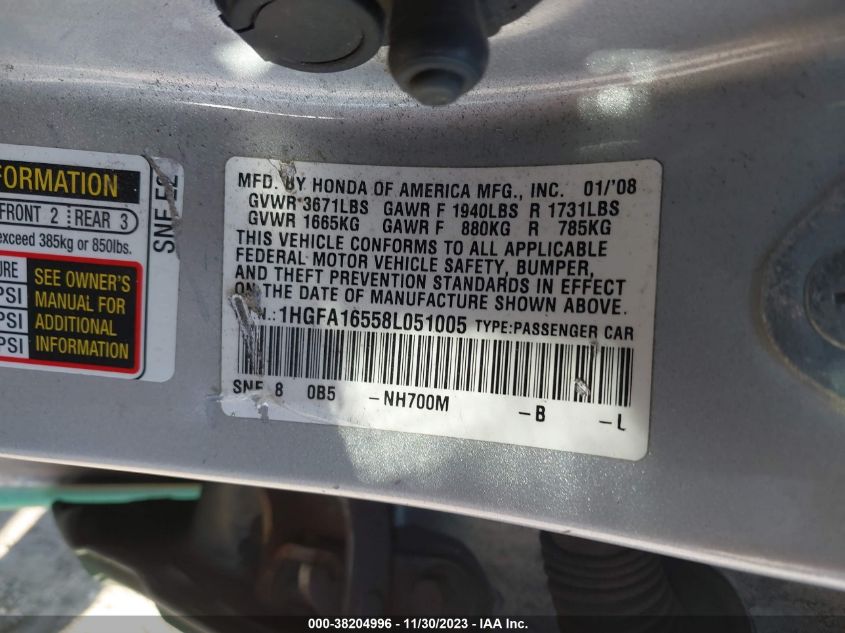 FORMATION
FRONT 2 REAR 3
exceed 385kg or 850lbs.
URE
PSI
PSI
PSI
SEE OWNER'S
MANUAL FOR
ADDITIONAL
INFORMATION
SNE
MFD. BY HONDA OF AMERICA MFG., INC. 01/'08
GVWR 3671LBS GAWR F 1940LBS R 1731LBS
GVWR 1665KG GAWR F 880KG R 785KG
THIS VEHICLE CONFORMS TO ALL APPLICABLE
FEDERAL MOTOR VEHICLE SAFETY, BUMPER,
AND THEFT PREVENTION STANDARDS IN EFFECT
ON THE DATE OF MANUFACTURE SHOWN ABOVE.
1HGFA16558L051005 TYPE:PASSENGER CAR
SNE 8 0B5 -NH700M -B -L
000-38204996 - 11/30/2023 - IAA Inc.